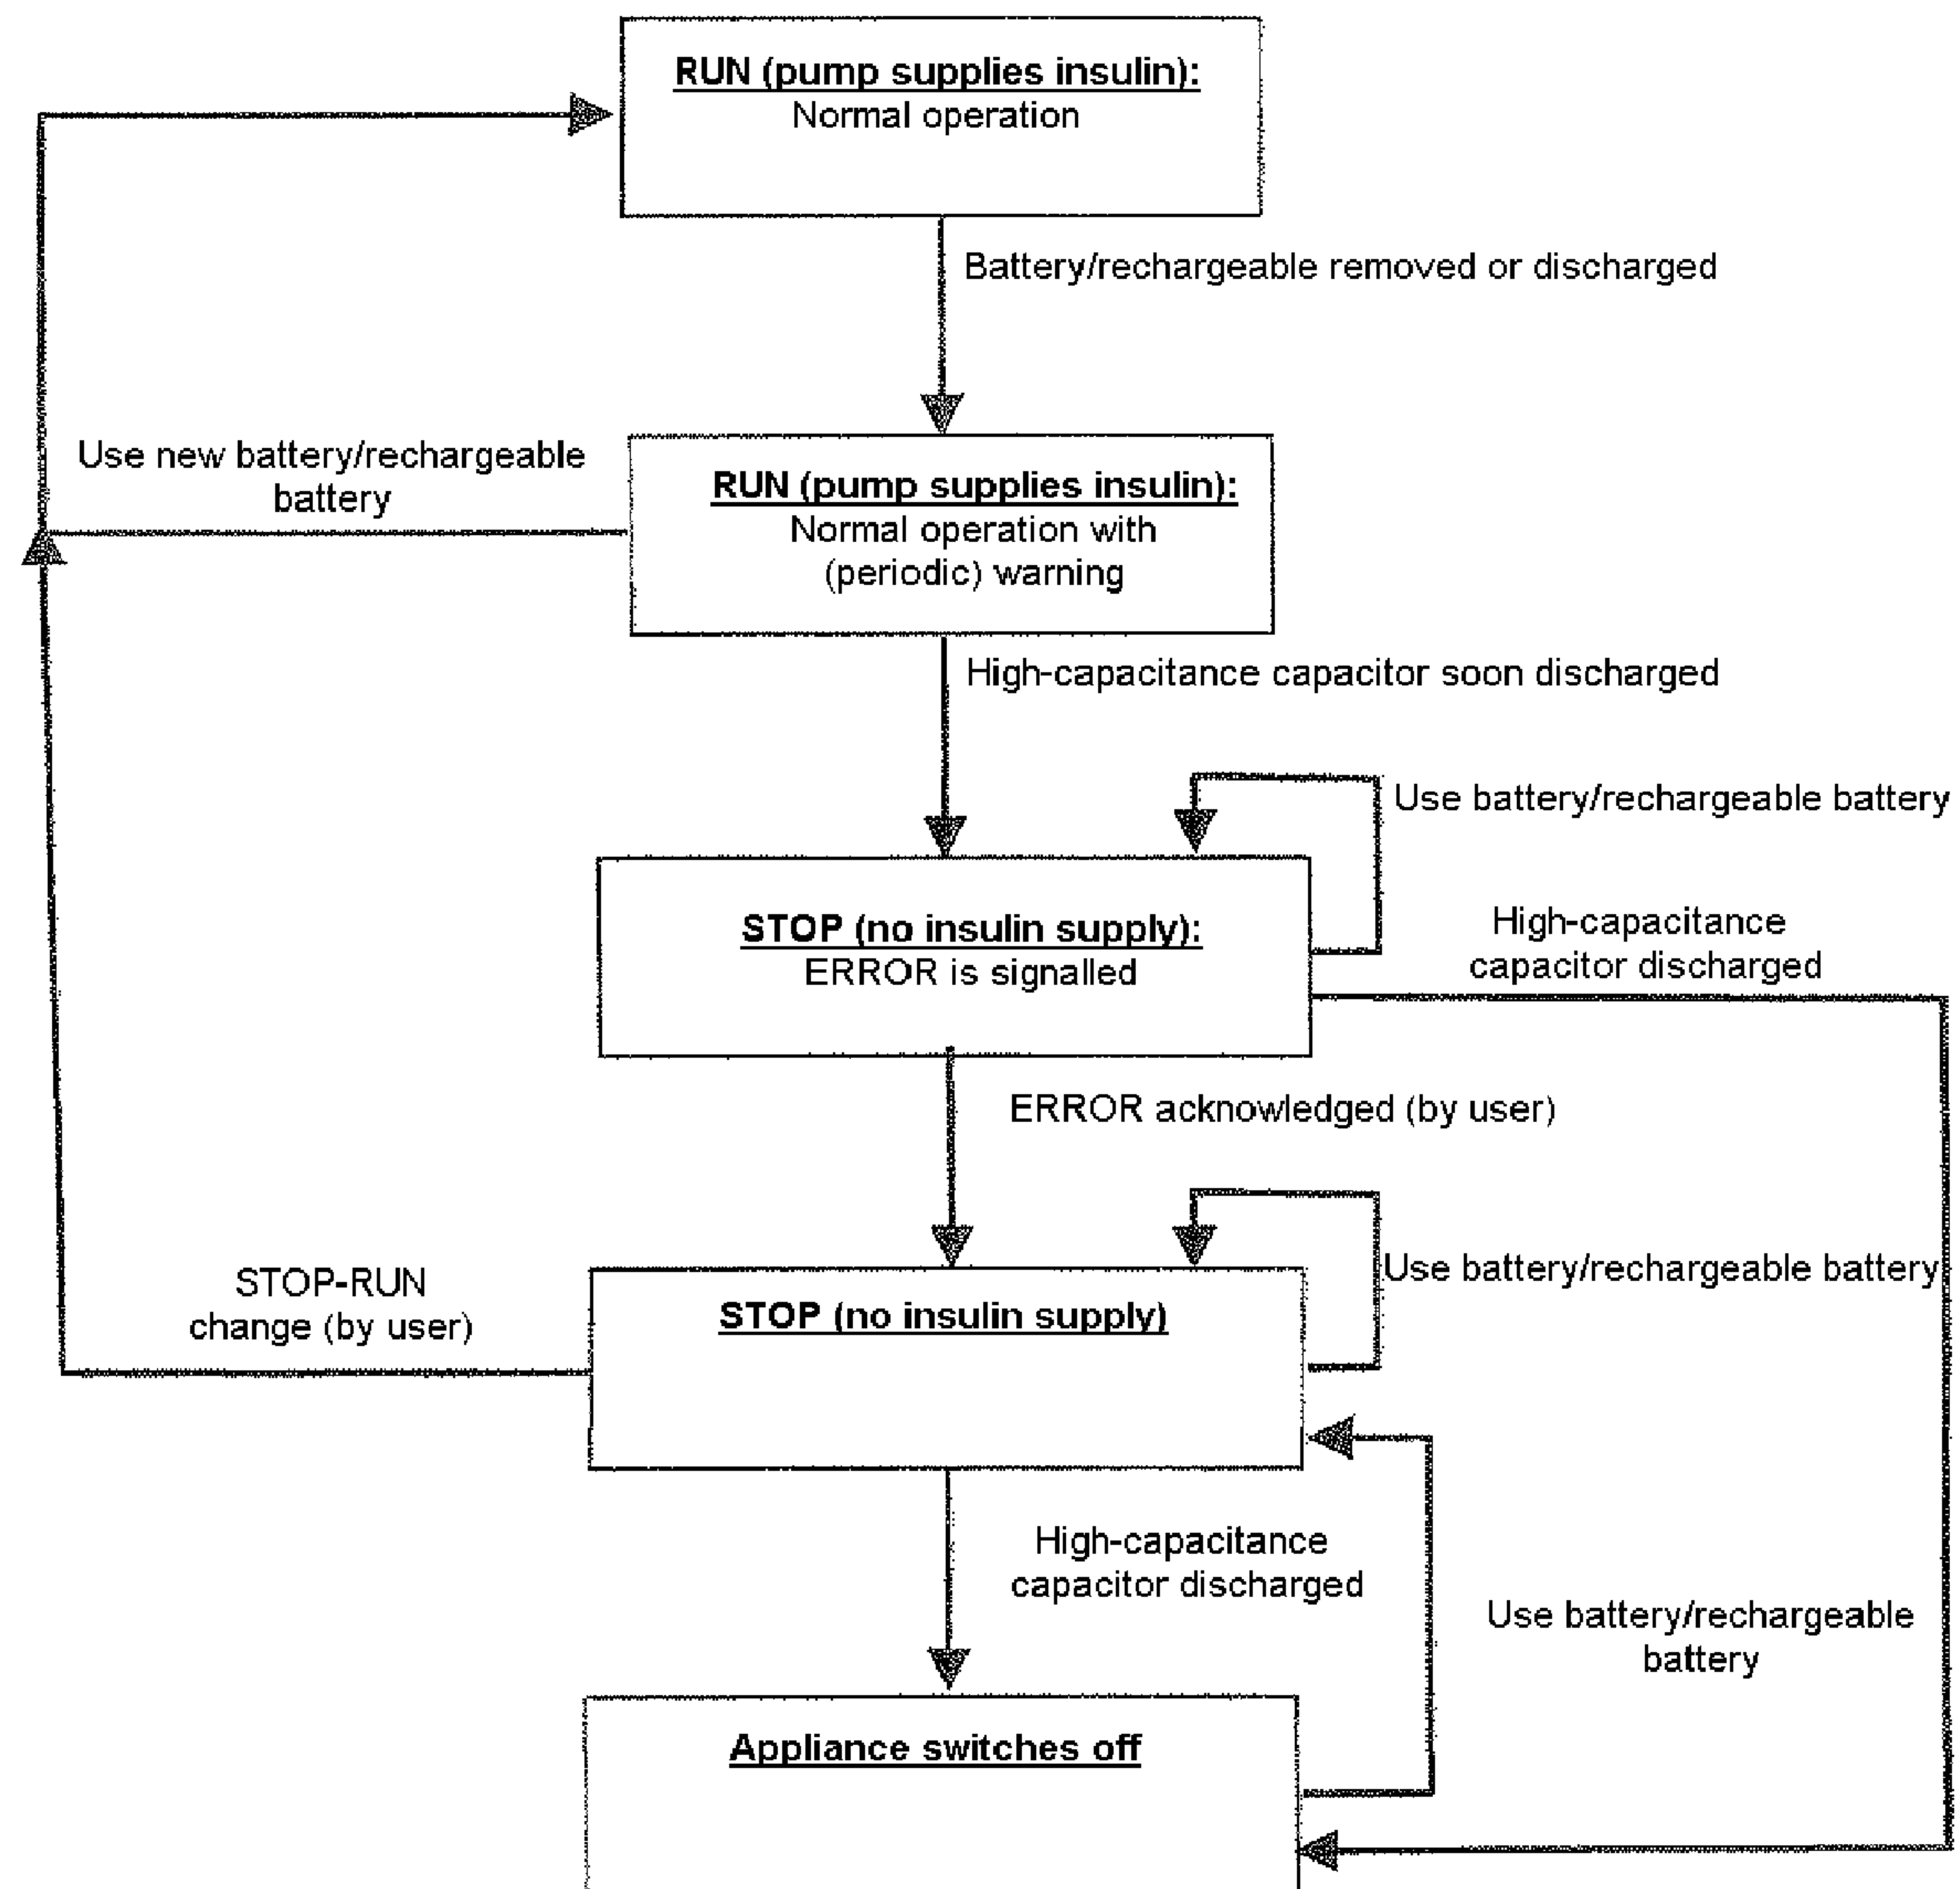 RUN (pump supplies insulin):
Normal operation
Battery/rechargeable removed or discharged
Use new battery/rechargeable
battery
RUN (pump supplies insulin):
Normal operation with
(periodic) warning
High-capacitance capacitor soon discharged
Use battery/rechargeable battery
STOP (no insulin supply):
ERROR is signalled
High-capacitance
capacitor discharged
ERROR acknowledged (by user)
Use battery/rechargeable battery
STOP-RUN
change (by user)
STOP (no insulin supply)
High-capacitance
capacitor discharged
Use battery/rechargeable
battery
Appliance switches off